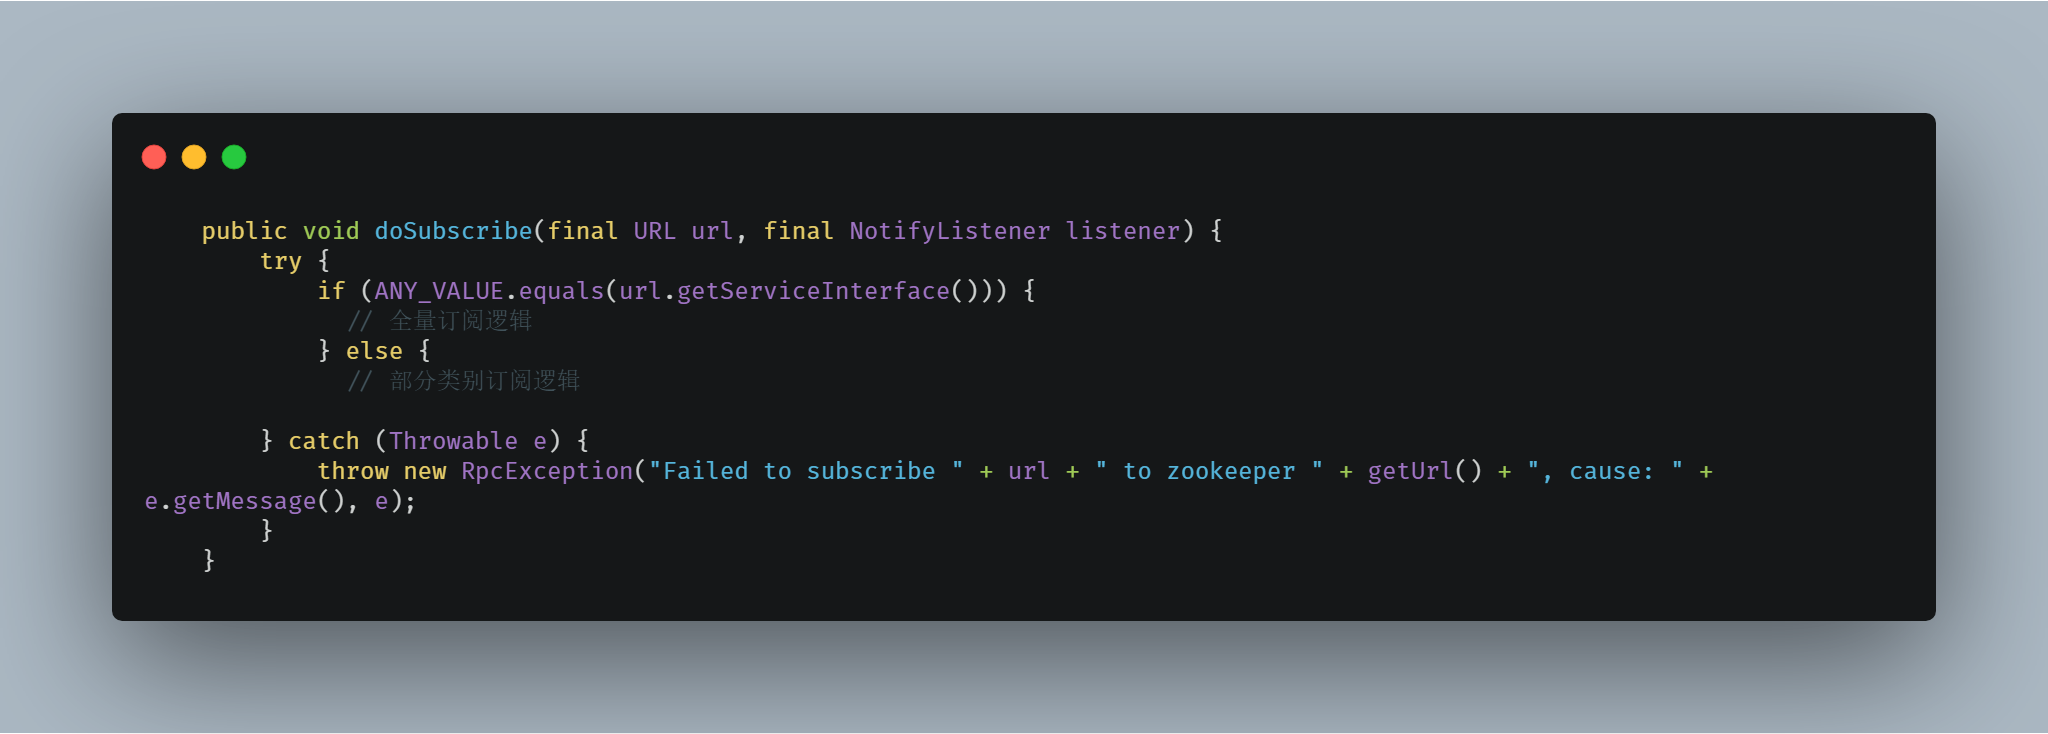 public void doSubscribe(final URL url, final NotifyListener listener) {
try {
if (ANY_VALUE.equals(url.getServiceInterface())) {
// 全量订阅逻辑
} else {
// 部分类别订阅逻辑
} catch (Throwable e) {
throw new RpcException("Failed to subscribe " + url + " to zookeeper " + getUrl() + ", cause: " +
e.getMessage(), e);
}
}